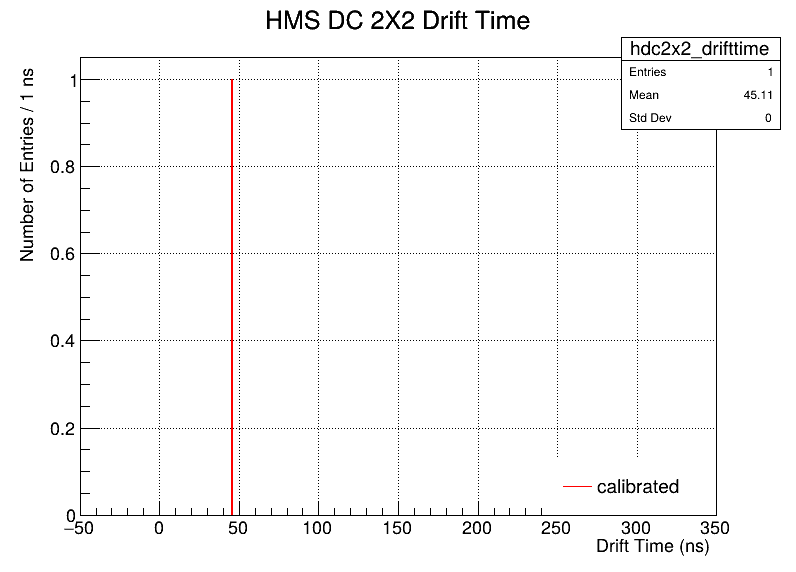 HMS DC 2X2 Drift Time
hdc2x2_drifttime
Entries 1
Mean 45.11
Std Dev 0
Number of Entries / 1 ns
1
0.8
0.6
0.4
0.2
0
−50 0 50 100 150 200 250 300 350
Drift Time (ns)
calibrated